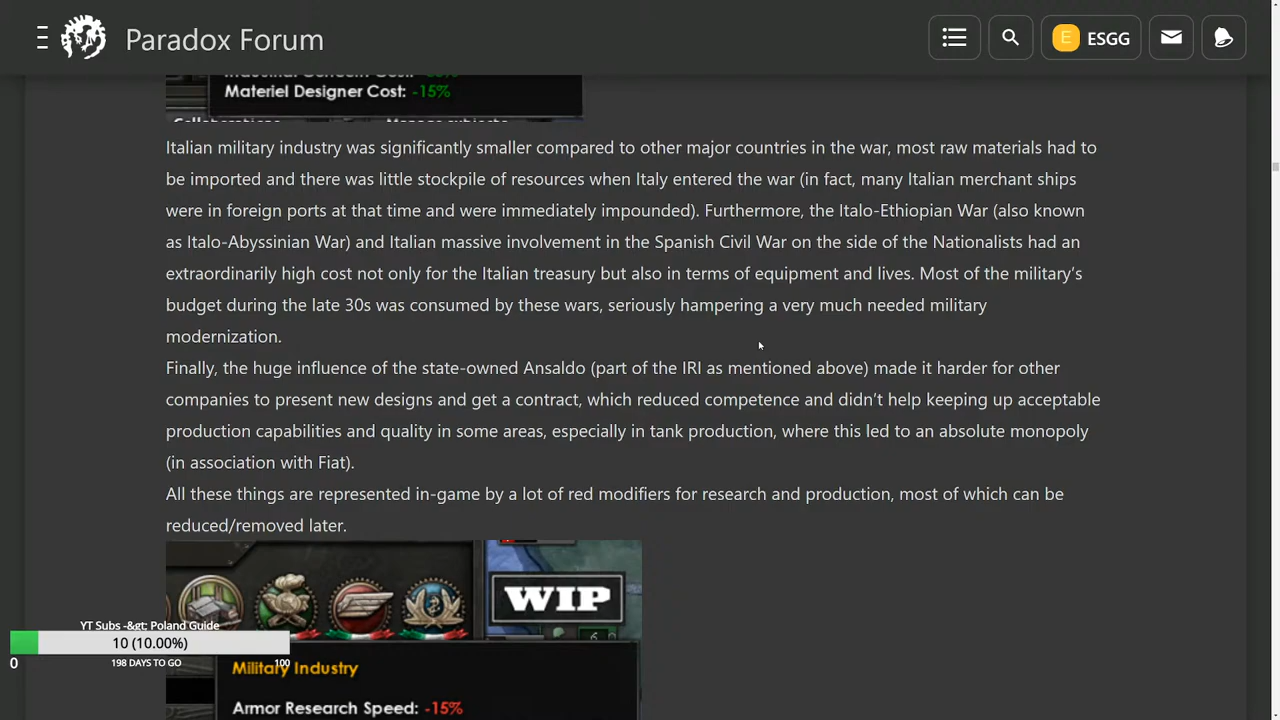 Paradox Forum
E ESGG
Materiel Designer Cost: -15%
Italian military industry was significantly smaller compared to other major countries in the war, most raw materials had to
be imported and there was little stockpile of resources when Italy entered the war (in fact, many Italian merchant ships
were in foreign ports at that time and were immediately impounded). Furthermore, the Italo-Ethiopian War (also known
as Italo-Abyssinian War) and Italian massive involvement in the Spanish Civil War on the side of the Nationalists had an
extraordinarily high cost not only for the Italian treasury but also in terms of equipment and lives. Most of the military's
budget during the late 30s was consumed by these wars, seriously hampering a very much needed military
modernization.
Finally, the huge influence of the state-owned Ansaldo (part of the IRI as mentioned above) made it harder for other
companies to present new designs and get a contract, which reduced competence and didn't help keeping up acceptable
production capabilities and quality in some areas, especially in tank production, where this led to an absolute monopoly
(in association with Fiat).
All these things are represented in-game by a lot of red modifiers for research and production, most of which can be
reduced/removed later.
WIP
6
YT Subs -&gt; Poland Guide
10 (10.00%)
0 198 DAYS TO GO 100
Military Industry
Armor Research Speed: -15%